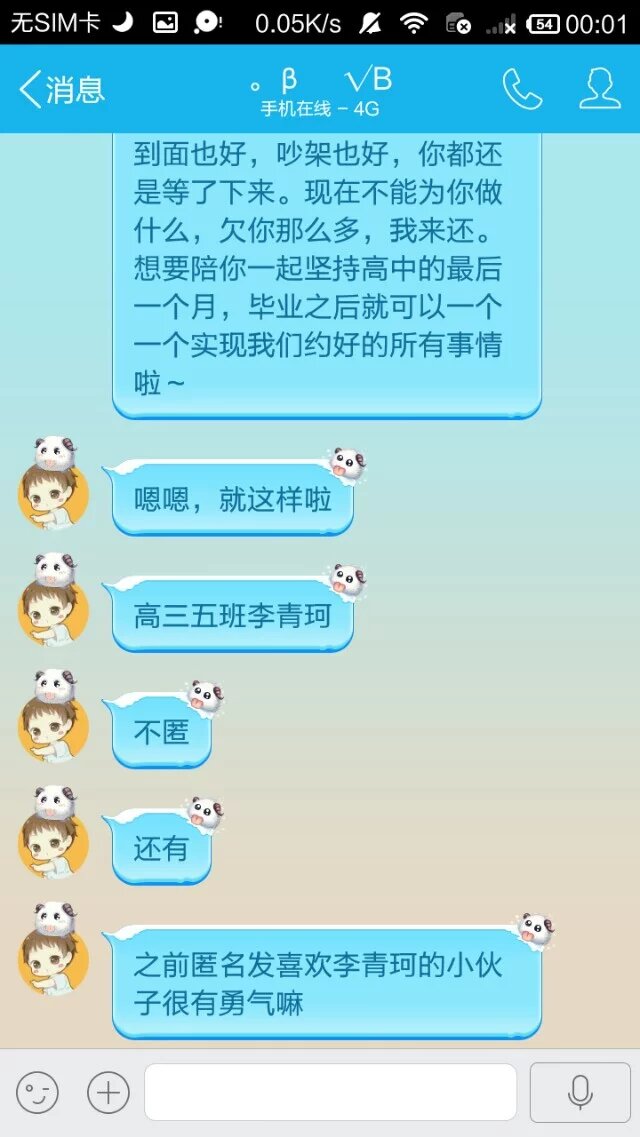 无SIM卡 0.05K/s 54 00:01
消息
。β √B
手机在线 – 4G
到面也好，吵架也好，你都还
是等了下来。现在不能为你做
什么，欠你那么多，我来还。
想要陪你一起坚持高中的最后
一个月，毕业之后就可以一个
一个实现我们约好的所有事情
啦～
嗯嗯，就这样啦
高三五班李青珂
不匿
还有
之前匿名发喜欢李青珂的小伙
子很有勇气嘛